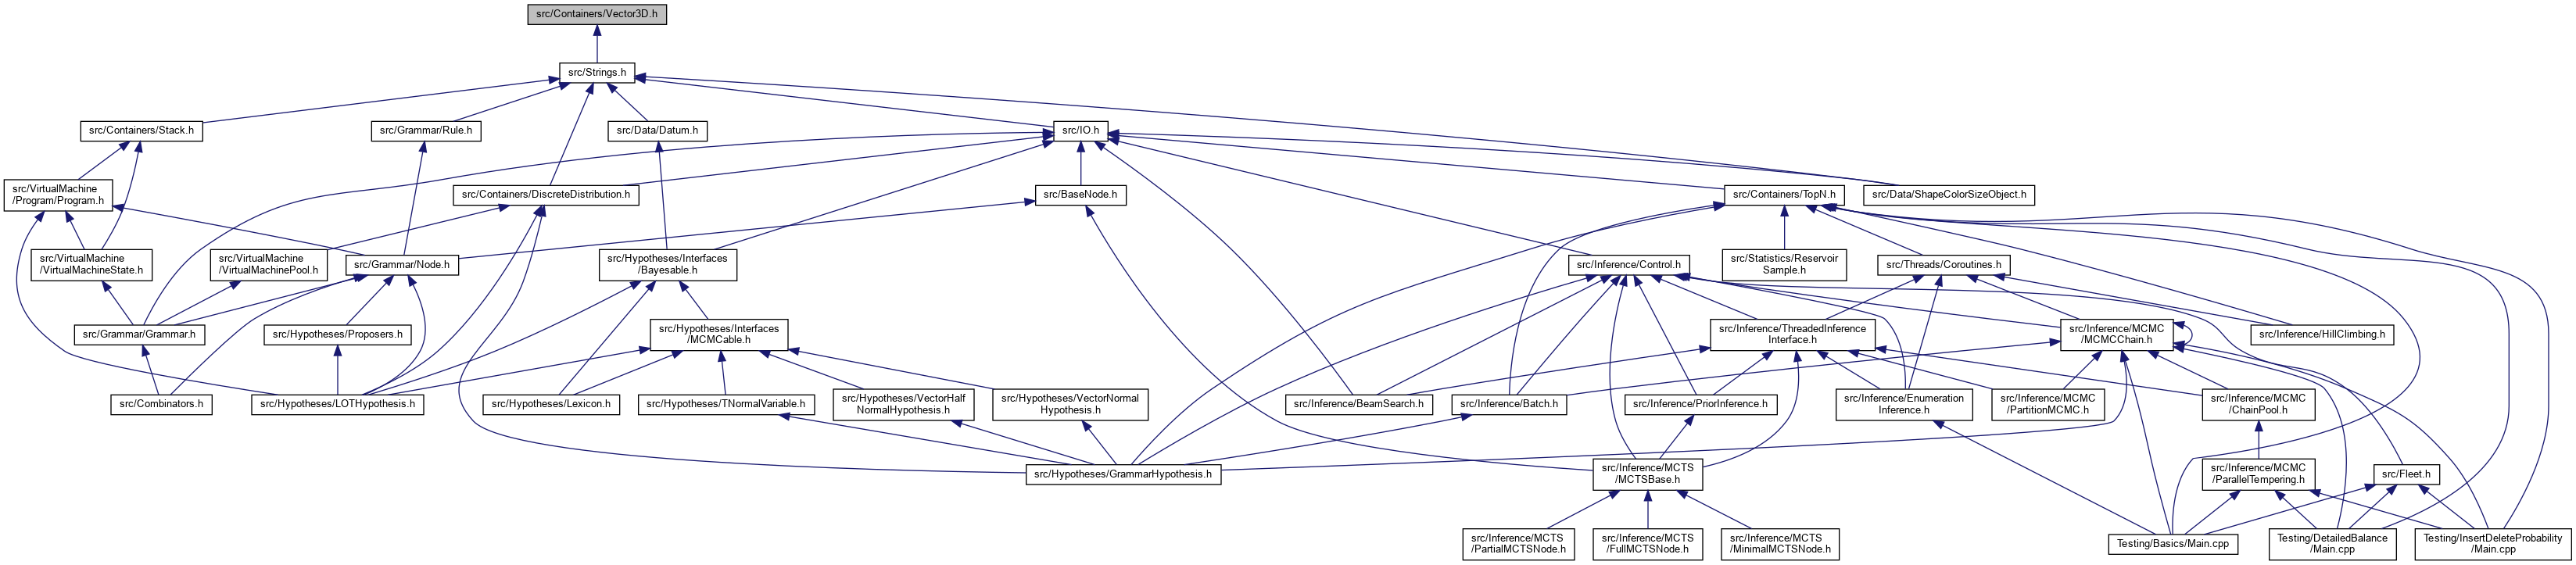 src/Containers/Vector3D.h
src/Strings.h
src/Containers/Stack.h
src/Grammar/Rule.h
src/Data/Datum.h
src/IO.h
src/VirtualMachine
/Program/Program.h
src/Containers/DiscreteDistribution.h
src/BaseNode.h
src/Containers/TopN.h
src/Data/ShapeColorSizeObject.h
src/VirtualMachine
/VirtualMachineState.h
src/VirtualMachine
/VirtualMachinePool.h
src/Grammar/Node.h
src/Hypotheses/Interfaces
/Bayesable.h
src/Inference/Control.h
src/Statistics/Reservoir
Sample.h
src/Threads/Coroutines.h
src/Grammar/Grammar.h
src/Hypotheses/Proposers.h
src/Hypotheses/Interfaces
/MCMCable.h
src/Inference/ThreadedInference
Interface.h
src/Inference/MCMC
/MCMCChain.h
src/Inference/HillClimbing.h
src/Combinators.h
src/Hypotheses/LOTHypothesis.h
src/Hypotheses/Lexicon.h
src/Hypotheses/TNormalVariable.h
src/Hypotheses/VectorHalf
NormalHypothesis.h
src/Hypotheses/VectorNormal
Hypothesis.h
src/Inference/BeamSearch.h
src/Inference/Batch.h
src/Inference/PriorInference.h
src/Inference/Enumeration
Inference.h
src/Inference/MCMC
/PartitionMCMC.h
src/Inference/MCMC
/ChainPool.h
src/Hypotheses/GrammarHypothesis.h
src/Inference/MCTS
/MCTSBase.h
src/Inference/MCMC
/ParallelTempering.h
src/Fleet.h
src/Inference/MCTS
/PartialMCTSNode.h
src/Inference/MCTS
/FullMCTSNode.h
src/Inference/MCTS
/MinimalMCTSNode.h
Testing/Basics/Main.cpp
Testing/DetailedBalance
/Main.cpp
Testing/InsertDeleteProbability
/Main.cpp